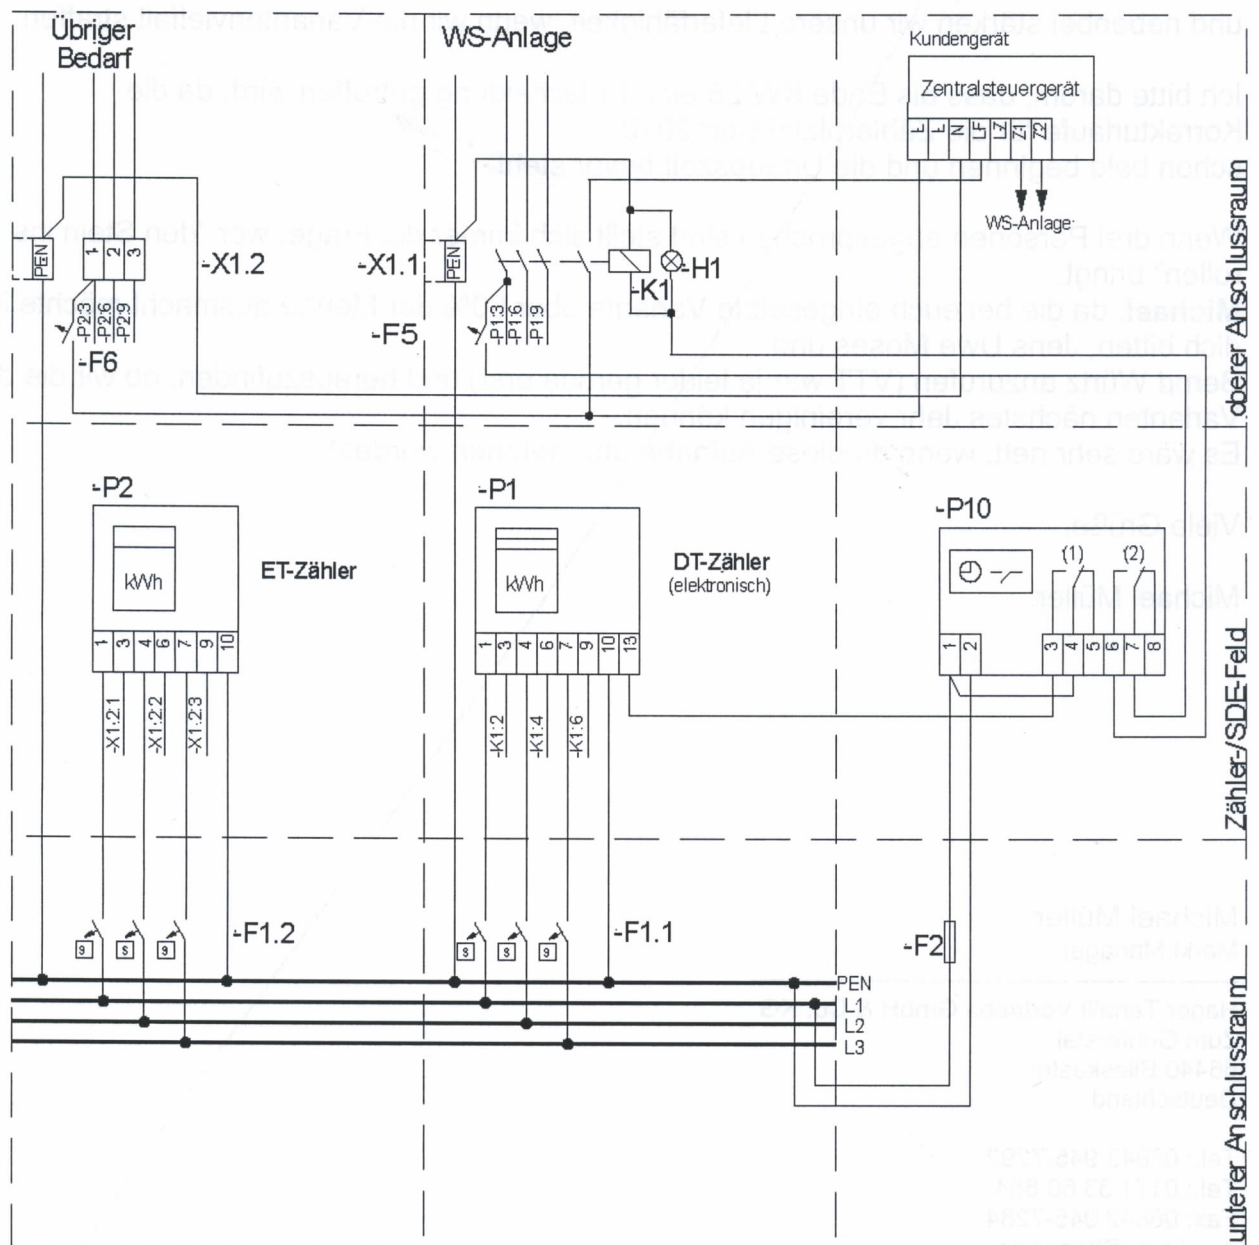 Übriger
Bedarf
WS-Anlage
Kundengerät
Zentralsteuergerät
L
L'
N
LF
Z1
Z2
WS-Anlage
PEN
1
2
3
-X1.2
-X1.1
PEN
-K1
-H1
-P2:3
-P2:6
-P2:9
-F6
-F5
-P1:3
-P1:6
-P1:9
oberer Anschlussraum
-P2
kWh
ET-Zähler
1
3
4
6
7
9
10
-X1:2:1
-X1:2:2
-X1:2:3
-P1
kWh
DT-Zähler
(elektronisch)
1
3
4
6
7
9
10
13
-K1:2
-K1:4
-K1:6
-P10
(1)
(2)
1
2
3
4
5
6
7
8
Zähler-/SDE-Feld
-F1.2
-F1.1
-F2
PEN
L1
L2
L3
unterer Anschlussraum